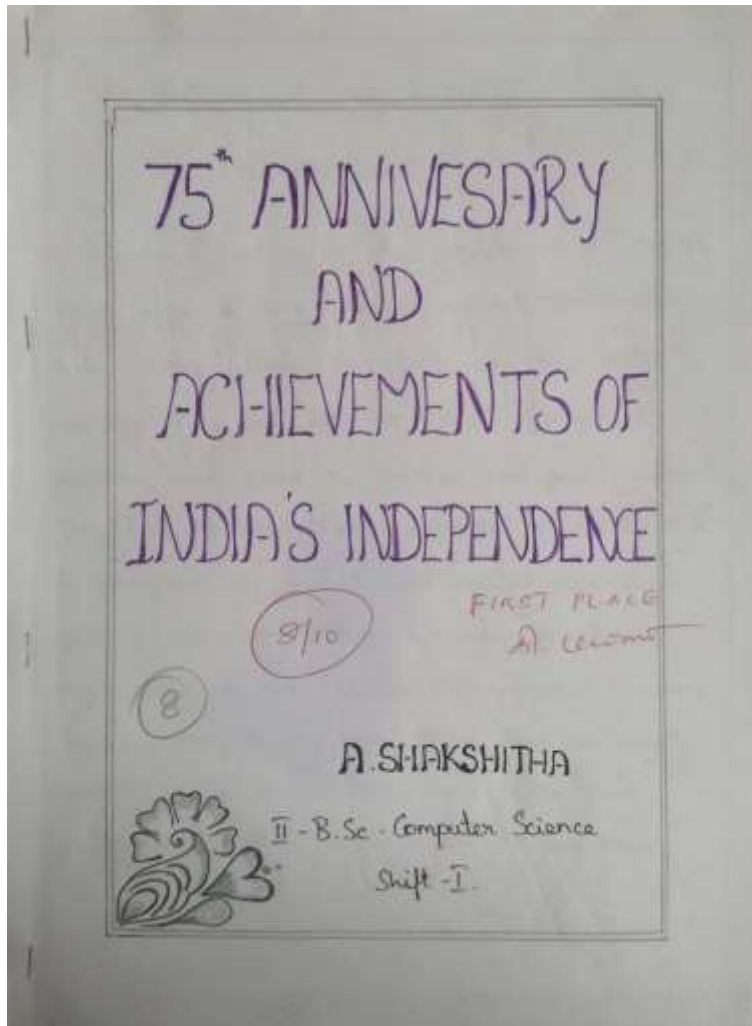 75th ANNIVESARY
AND
ACHIEVEMENTS OF
INDIA'S INDEPENDENCE
8/10
FIRST PLACE
8
A. SHAKSHITHA
II - B.Sc - Computer Science
Shift - I.